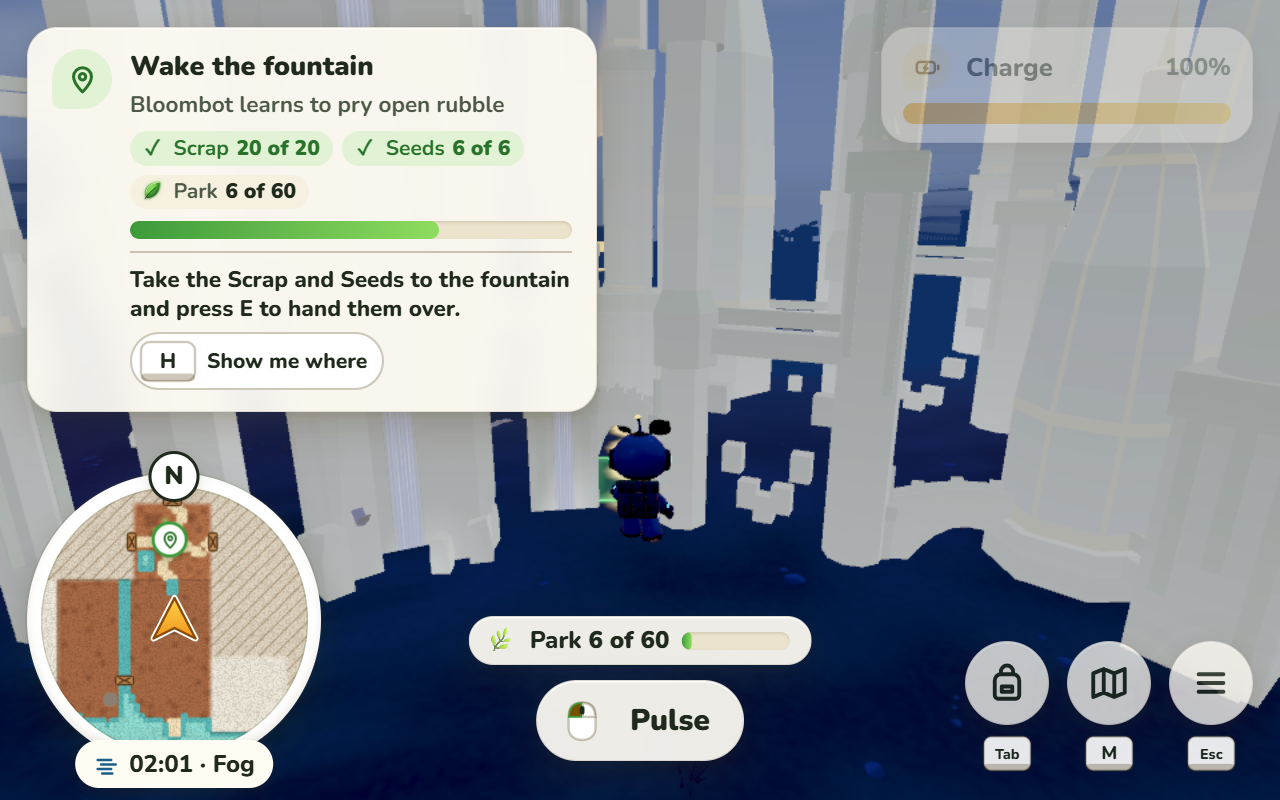 Wake the fountain
Bloombot learns to pry open rubble
Scrap 20 of 20
Seeds 6 of 6
Park 6 of 60
Take the Scrap and Seeds to the fountain
and press E to hand them over.
H Show me where
Charge 100%
N
02:01 · Fog
Park 6 of 60
Pulse
Tab
M
Esc